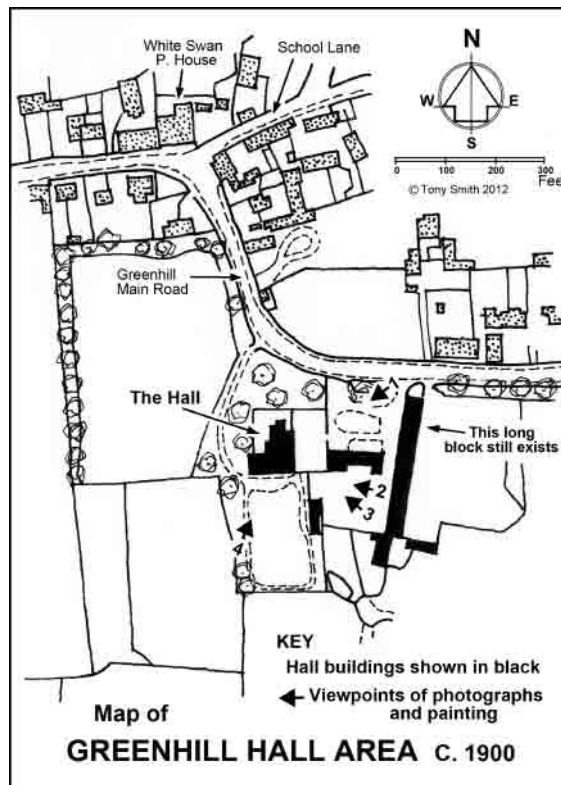 White Swan
P. House
School Lane
N
W
E
S
0 100 200 300
Feet
© Tony Smith 2012
Greenhill
Main Road
The Hall
1
This long
block still exists
2
3
4
KEY
Hall buildings shown in black
Viewpoints of photographs
and painting
Map of
GREENHILL HALL AREA C. 1900